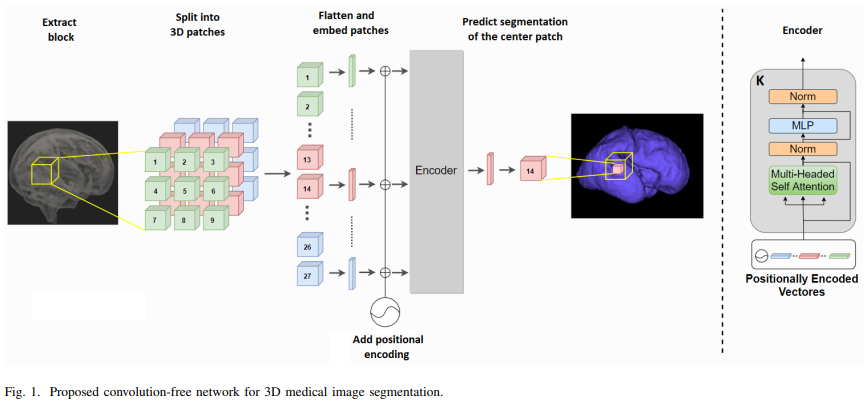 Extract
block
Split into
3D patches
Flatten and
embed patches
Predict segmentation
of the center patch
Encoder
1
2
3
4
5
6
7
8
9
1
2
13
14
26
27
Encoder
14
Add positional
encoding
K
Norm
MLP
Norm
Multi-Headed
Self Attention
Positionally Encoded
Vectores
Fig. 1. Proposed convolution-free network for 3D medical image segmentation.